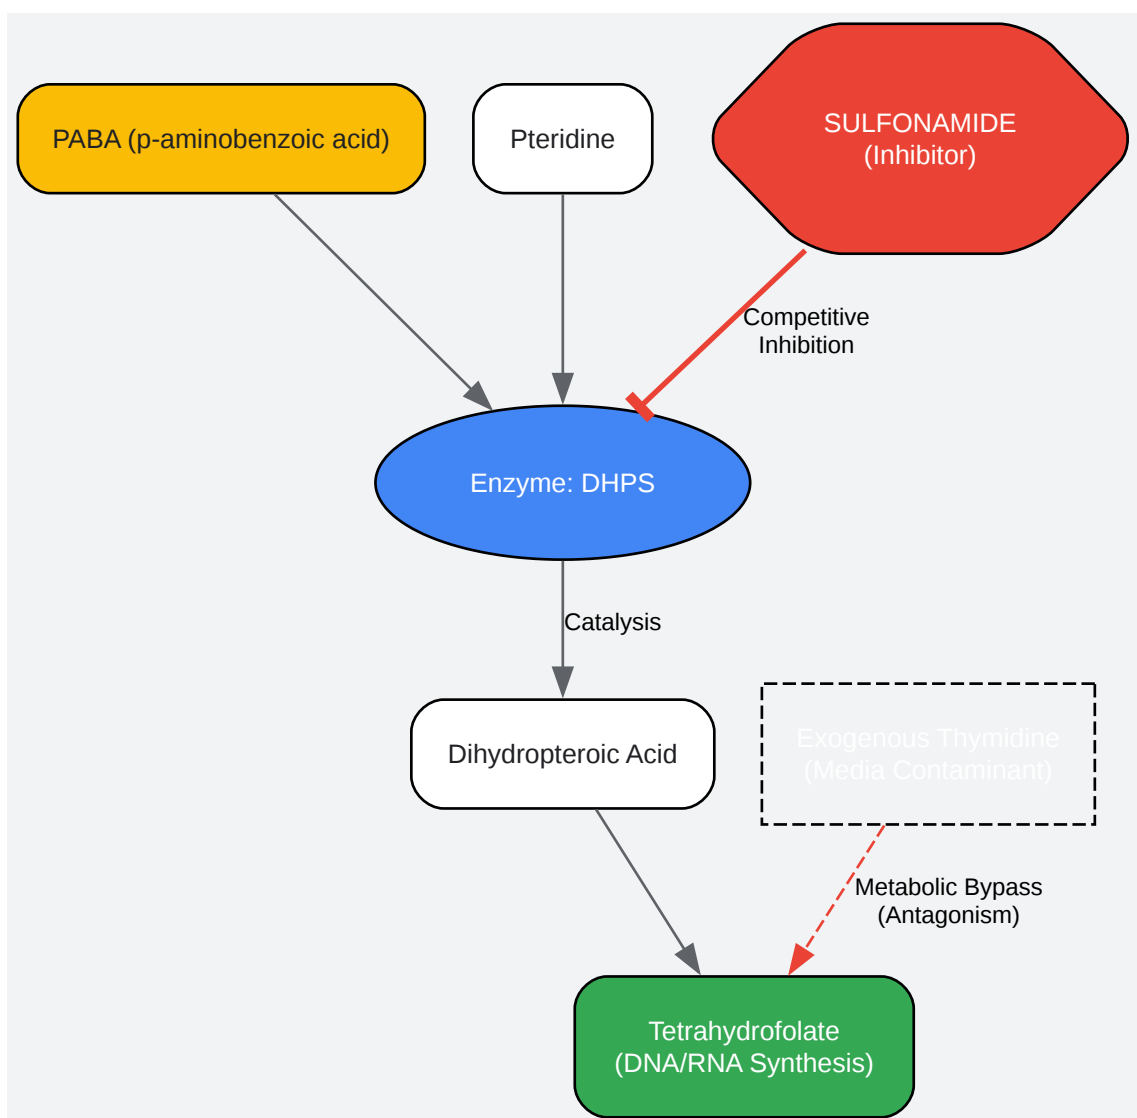 PABA (p-aminobenzoic acid)
Pteridine
SULFONAMIDE
(Inhibitor)
Competitive
Inhibition
Enzyme: DHPS
Catalysis
Dihydropteroic Acid
Exogenous Thymidine
(Media Contaminant)
Metabolic Bypass
(Antagonism)
Tetrahydrofolate
(DNA/RNA Synthesis)